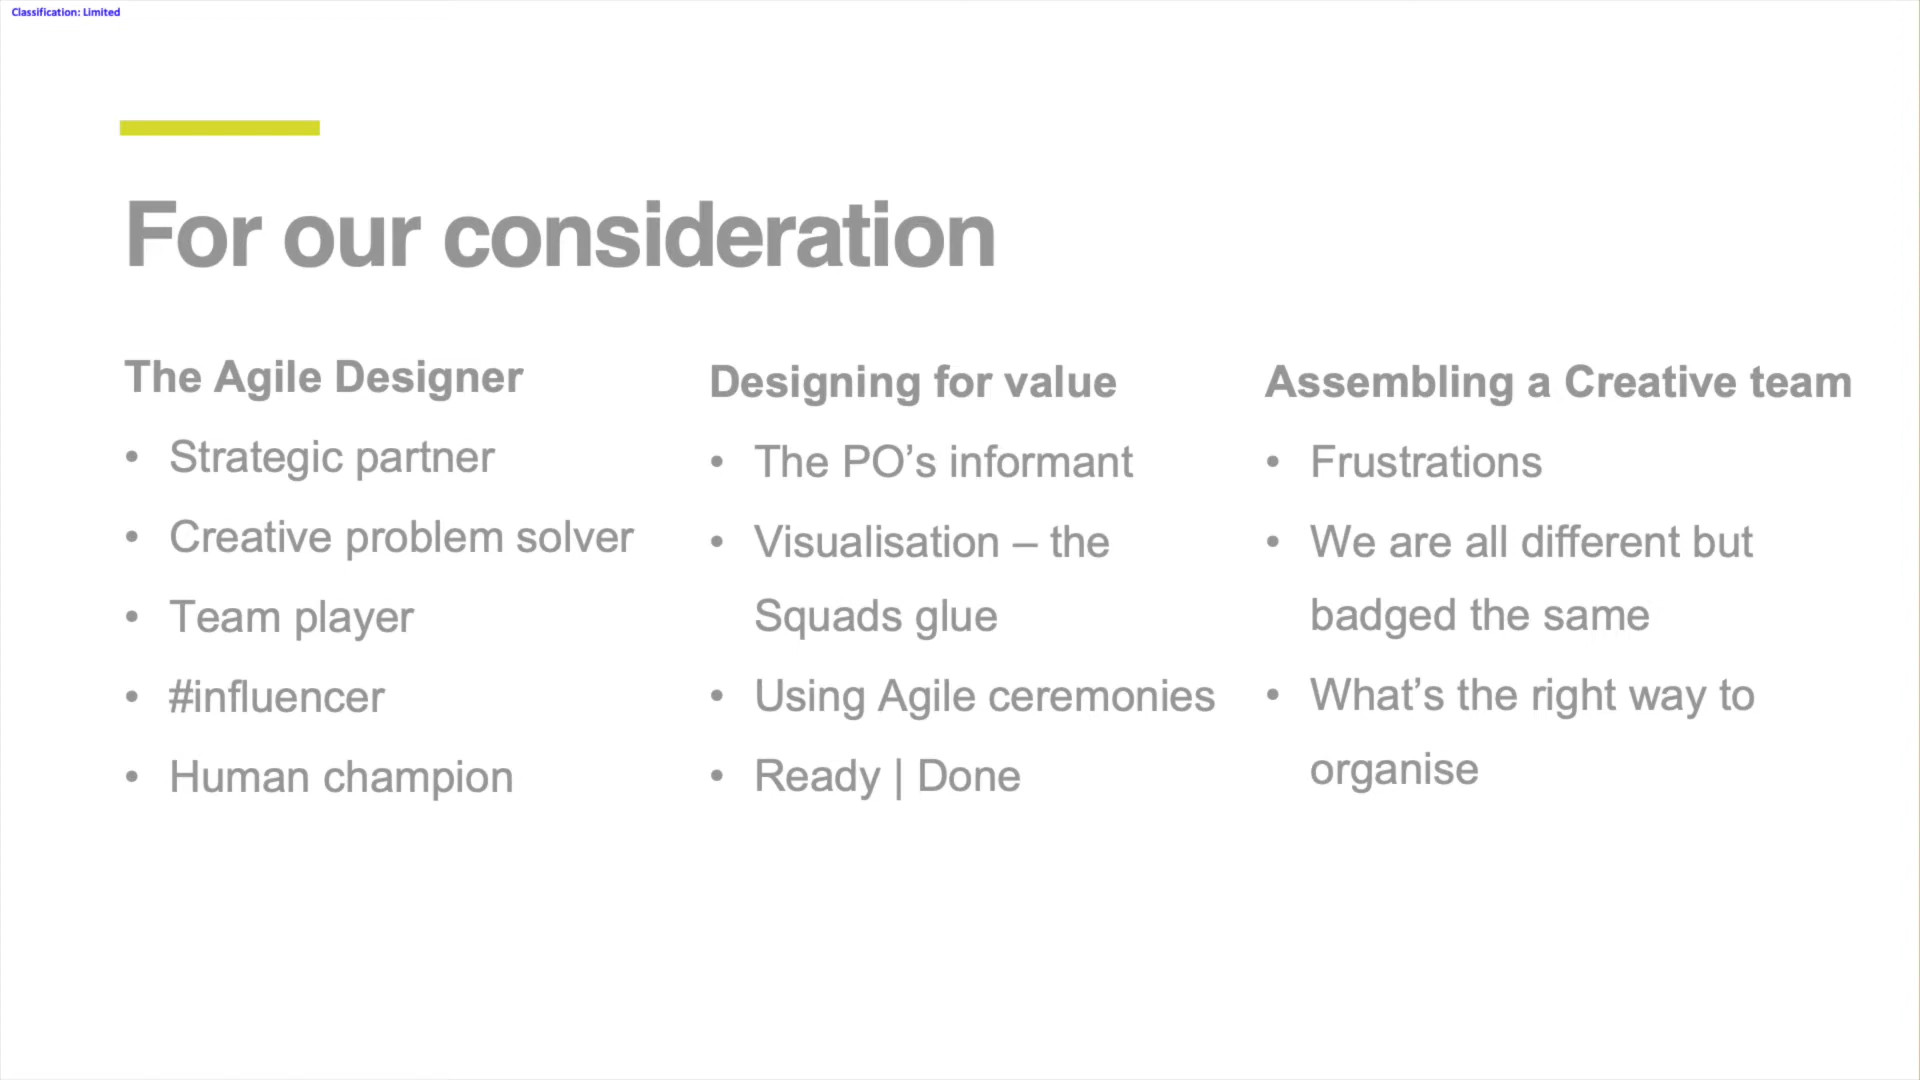 Classification: Limited
For our consideration
The Agile Designer
• Strategic partner
• Creative problem solver
• Team player
• #influencer
• Human champion
Designing for value
• The PO’s informant
• Visualisation – the
Squads glue
• Using Agile ceremonies
• Ready | Done
Assembling a Creative team
• Frustrations
• We are all different but
badged the same
• What’s the right way to
organise